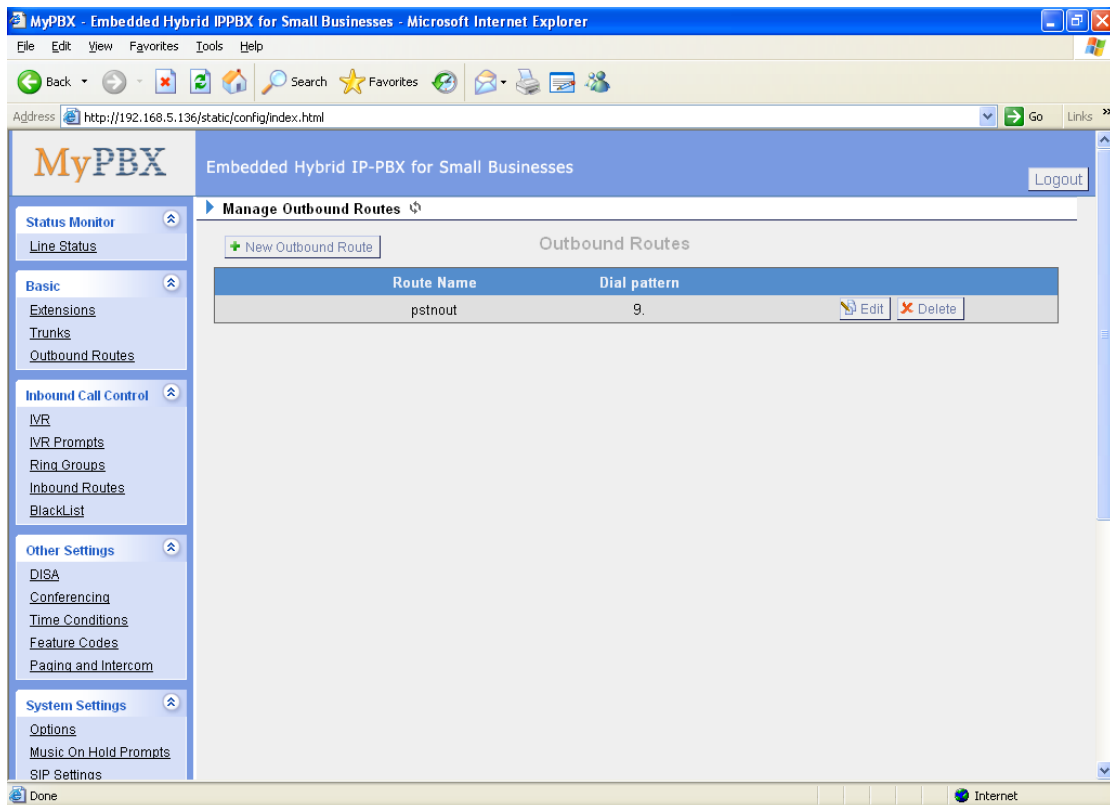 MyPBX - Embedded Hybrid IPPBX for Small Businesses - Microsoft Internet Explorer
File Edit View Favorites Tools Help
Back Search Favorites
Address http://192.168.5.136/static/config/index.html Go Links »
MyPBX Embedded Hybrid IP-PBX for Small Businesses
Logout
Manage Outbound Routes
New Outbound Route Outbound Routes
Route Name Dial pattern
pstnout 9. Edit Delete
Status Monitor
Line Status
Basic
Extensions
Trunks
Outbound Routes
Inbound Call Control
IVR
IVR Prompts
Ring Groups
Inbound Routes
BlackList
Other Settings
DISA
Conferencing
Time Conditions
Feature Codes
Paging and Intercom
System Settings
Options
Music On Hold Prompts
SIP Settings
Done Internet